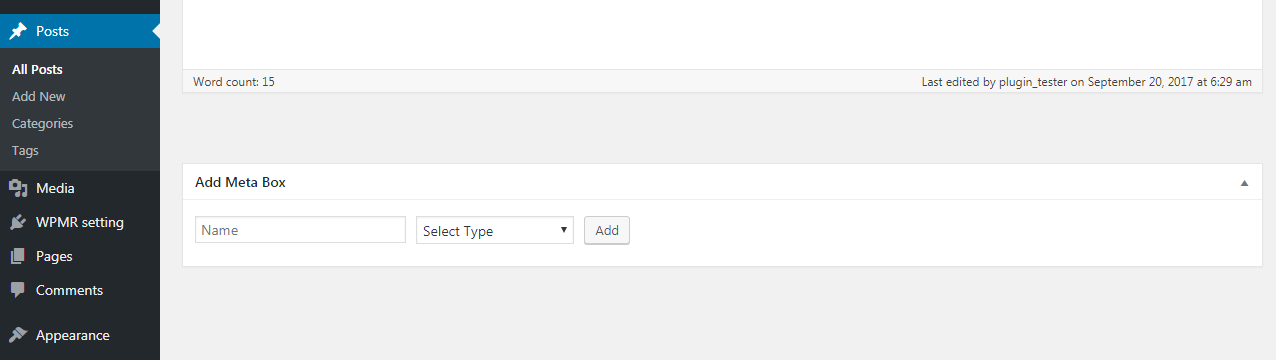 Posts
All Posts
Add New
Categories
Tags
Media
WPMR setting
Pages
Comments
Appearance
Word count: 15
Last edited by plugin_tester on September 20, 2017 at 6:29 am
Add Meta Box
Name
Select Type
Add